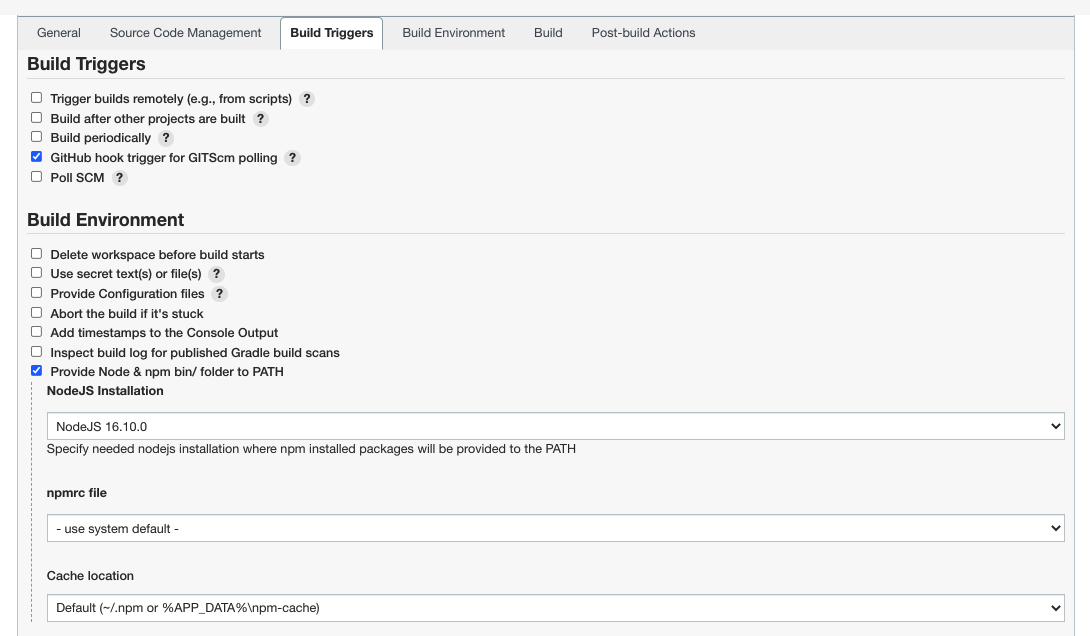 General Source Code Management Build Triggers Build Environment Build Post-build Actions
Build Triggers
Trigger builds remotely (e.g., from scripts) ?
Build after other projects are built ?
Build periodically ?
GitHub hook trigger for GITScm polling ?
Poll SCM ?
Build Environment
Delete workspace before build starts
Use secret text(s) or file(s) ?
Provide Configuration files ?
Abort the build if it's stuck
Add timestamps to the Console Output
Inspect build log for published Gradle build scans
Provide Node & npm bin/ folder to PATH
NodeJS Installation
NodeJS 16.10.0
Specify needed nodejs installation where npm installed packages will be provided to the PATH
npmrc file
- use system default -
Cache location
Default (~/.npm or %APP_DATA%\npm-cache)